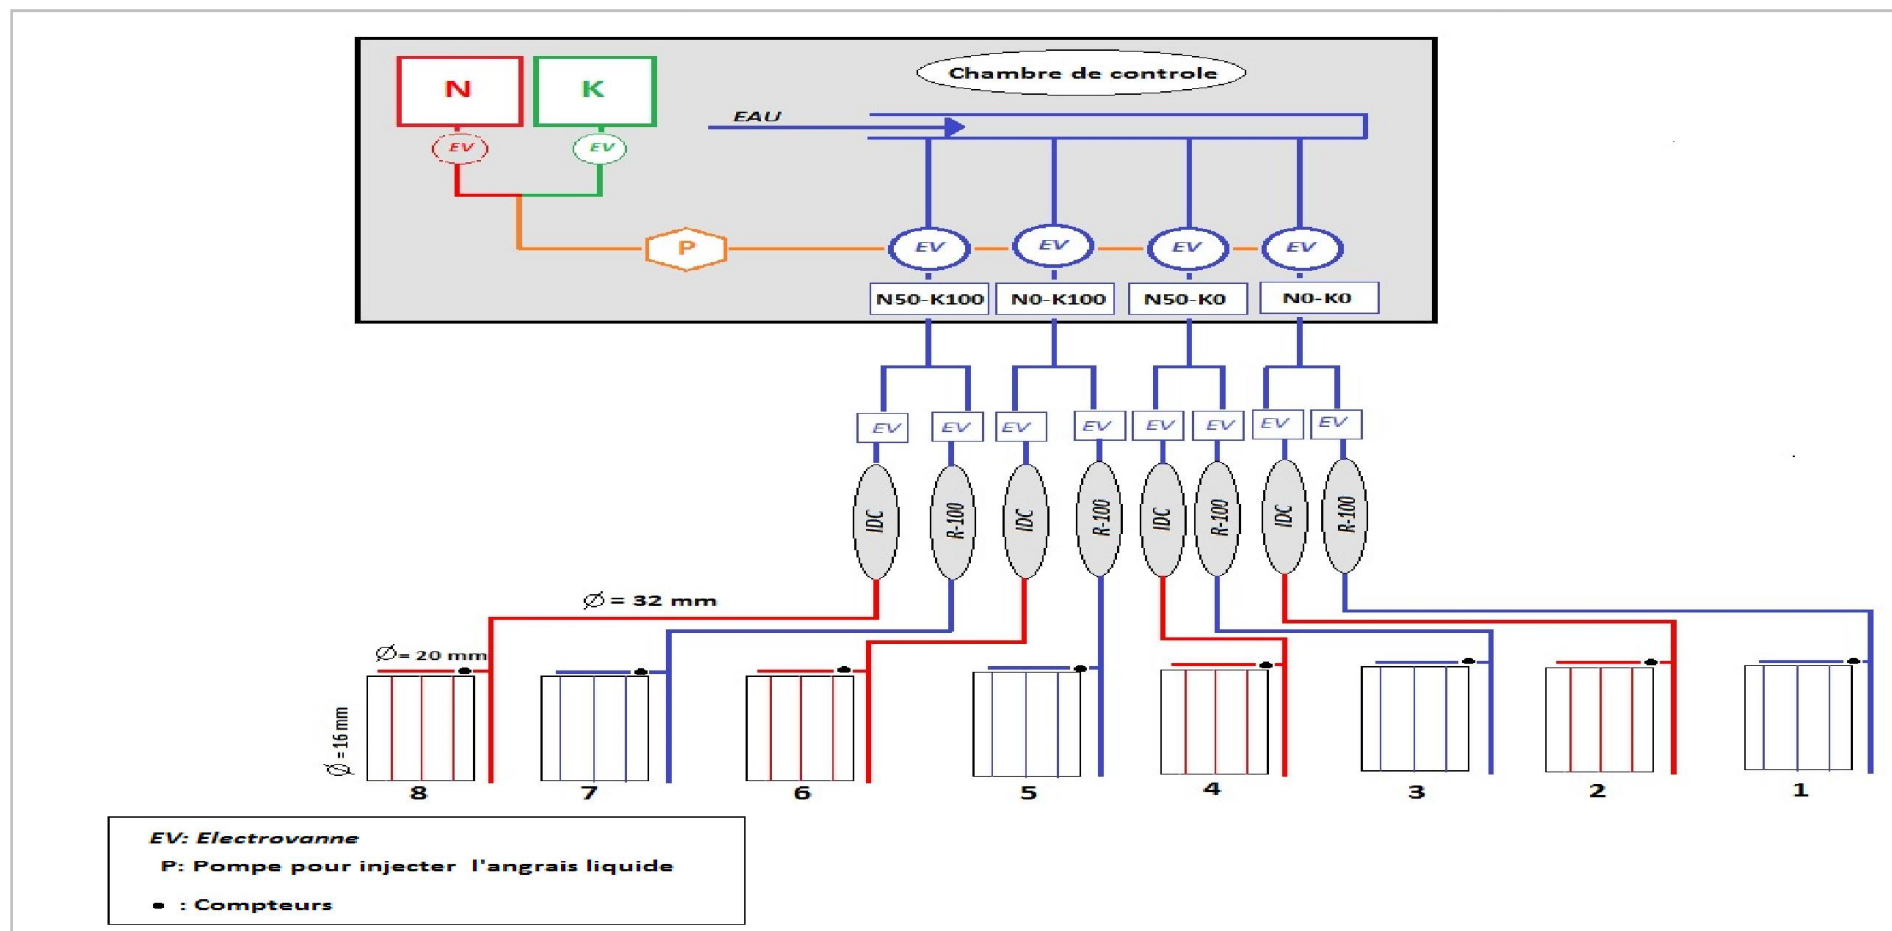 N K
Chambre de controle
EAU
EV EV
P EV EV EV EV
N50-K100 N0-K100 N50-K0 N0-K0
EV EV EV EV EV EV EV EV
IDC R-100 IDC R-100 IDC R-100 IDC R-100
Ø = 32 mm
Ø = 20 mm
Ø = 16 mm
8 7 6 5 4 3 2 1
EV: Electrovanne
P: Pompe pour injecter l'angrais liquide
• : Compteurs